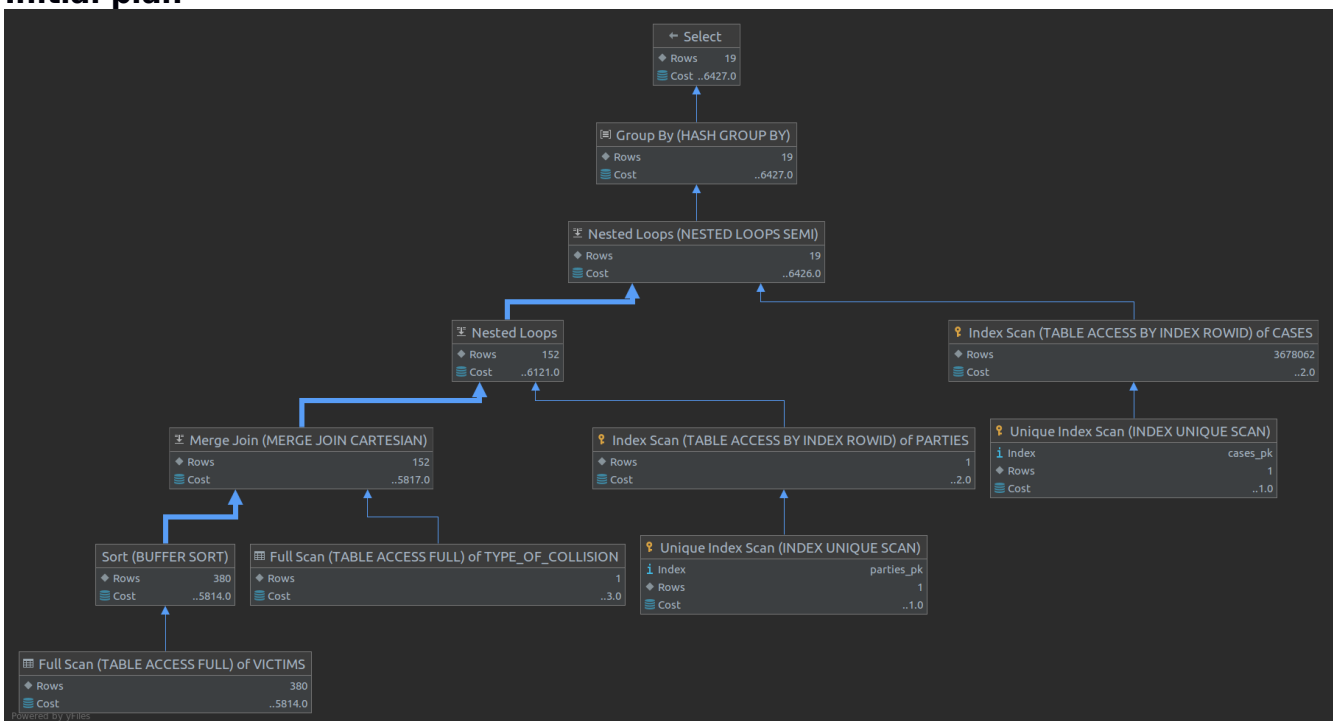 Initial plan
Select
Rows 19
Cost ..6427.0
Group By (HASH GROUP BY)
Rows 19
Cost ..6427.0
Nested Loops (NESTED LOOPS SEMI)
Rows 19
Cost ..6426.0
Nested Loops
Rows 152
Cost ..6121.0
Index Scan (TABLE ACCESS BY INDEX ROWID) of CASES
Rows 3678062
Cost ..2.0
Merge Join (MERGE JOIN CARTESIAN)
Rows 152
Cost ..5817.0
Index Scan (TABLE ACCESS BY INDEX ROWID) of PARTIES
Rows 1
Cost ..2.0
Unique Index Scan (INDEX UNIQUE SCAN)
i Index cases_pk
Rows 1
Cost ..1.0
Sort (BUFFER SORT)
Rows 380
Cost ..5814.0
Full Scan (TABLE ACCESS FULL) of TYPE_OF_COLLISION
Rows 1
Cost ..3.0
Unique Index Scan (INDEX UNIQUE SCAN)
i Index parties_pk
Rows 1
Cost ..1.0
Full Scan (TABLE ACCESS FULL) of VICTIMS
Rows 380
Cost ..5814.0
Powered by yFiles